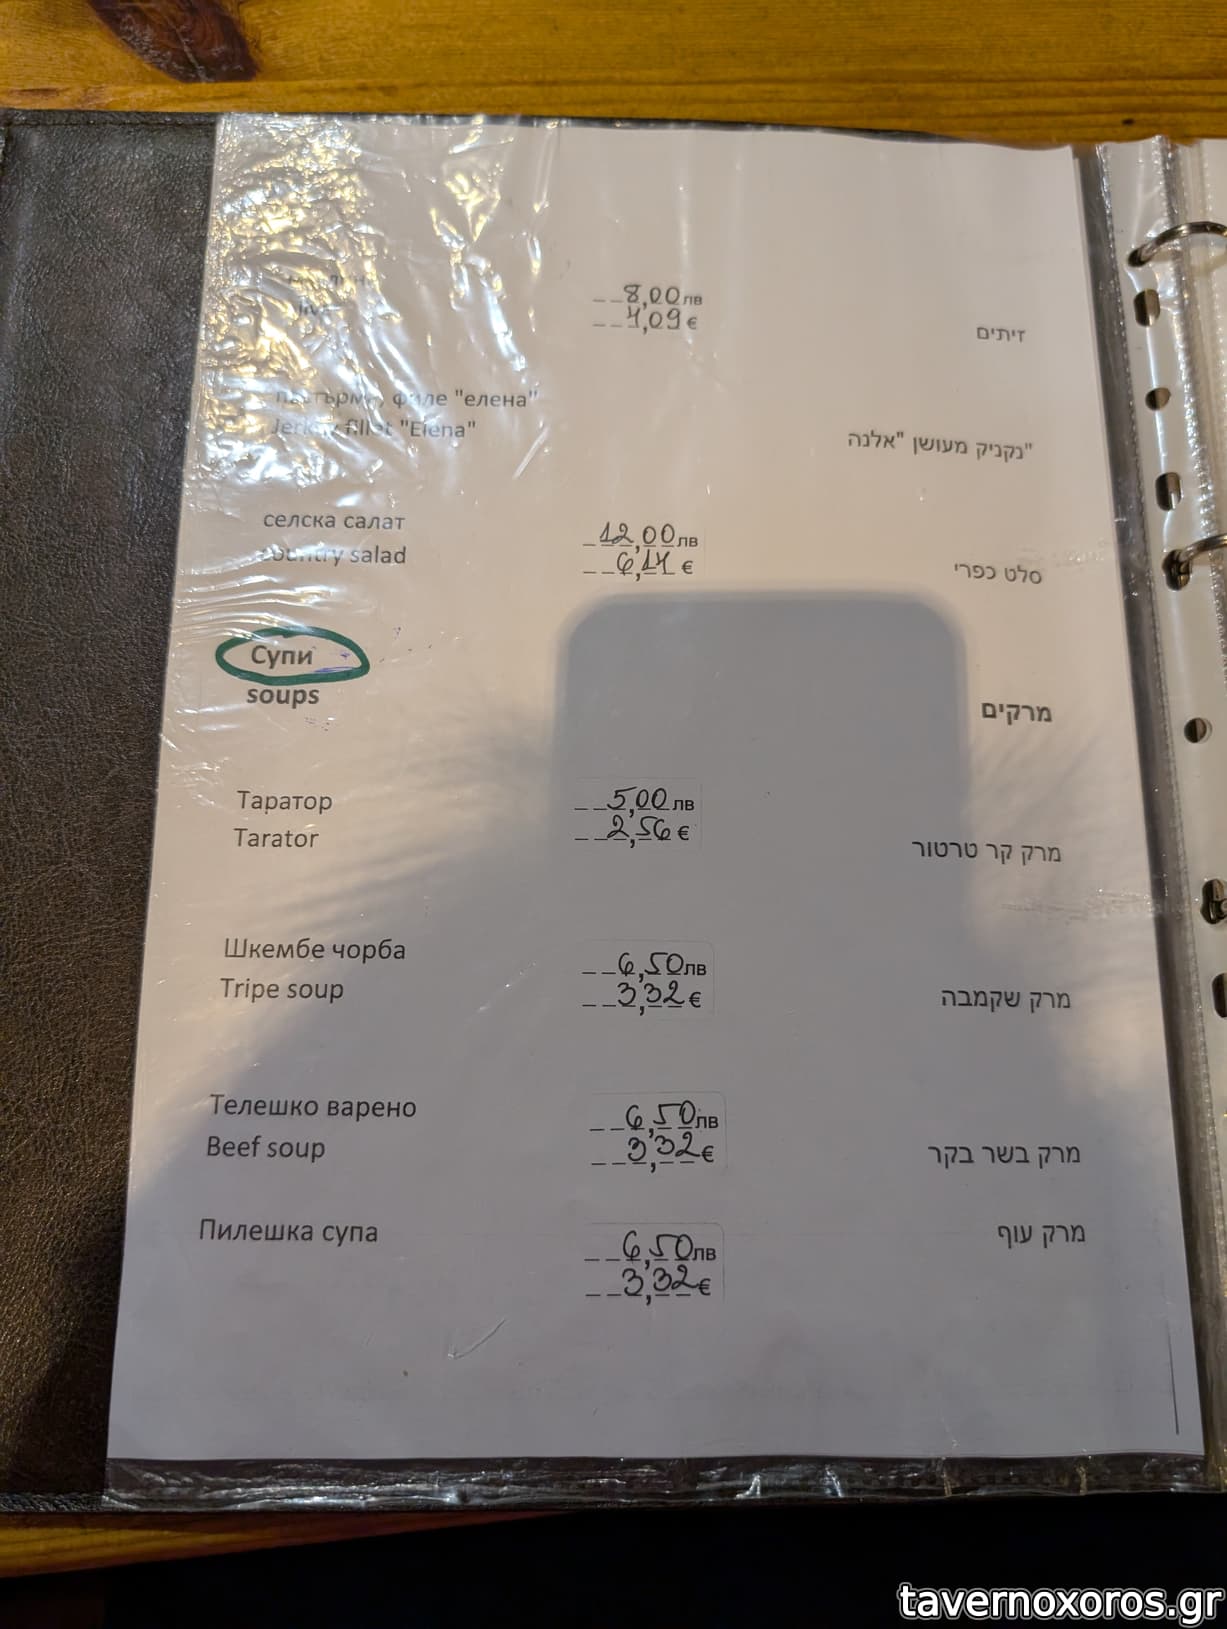 8,00лв
4,09€
זיתים
филе "елена"
fillet "Elena"
נקניק מעושן "אלנה"
селска салат
country salad
12,00лв
6,14€
סלט כפרי
Супи
soups
מרקים
Таратор
Tarator
5,00лв
2,56€
מרק קר טרטור
Шкембе чорба
Tripe soup
6,50лв
3,32€
מרק שקמבה
Телешко варено
Beef soup
6,50лв
3,32€
מרק בשר בקר
Пилешка супа
6,50лв
3,32€
מרק עוף
tavernoxoros.gr